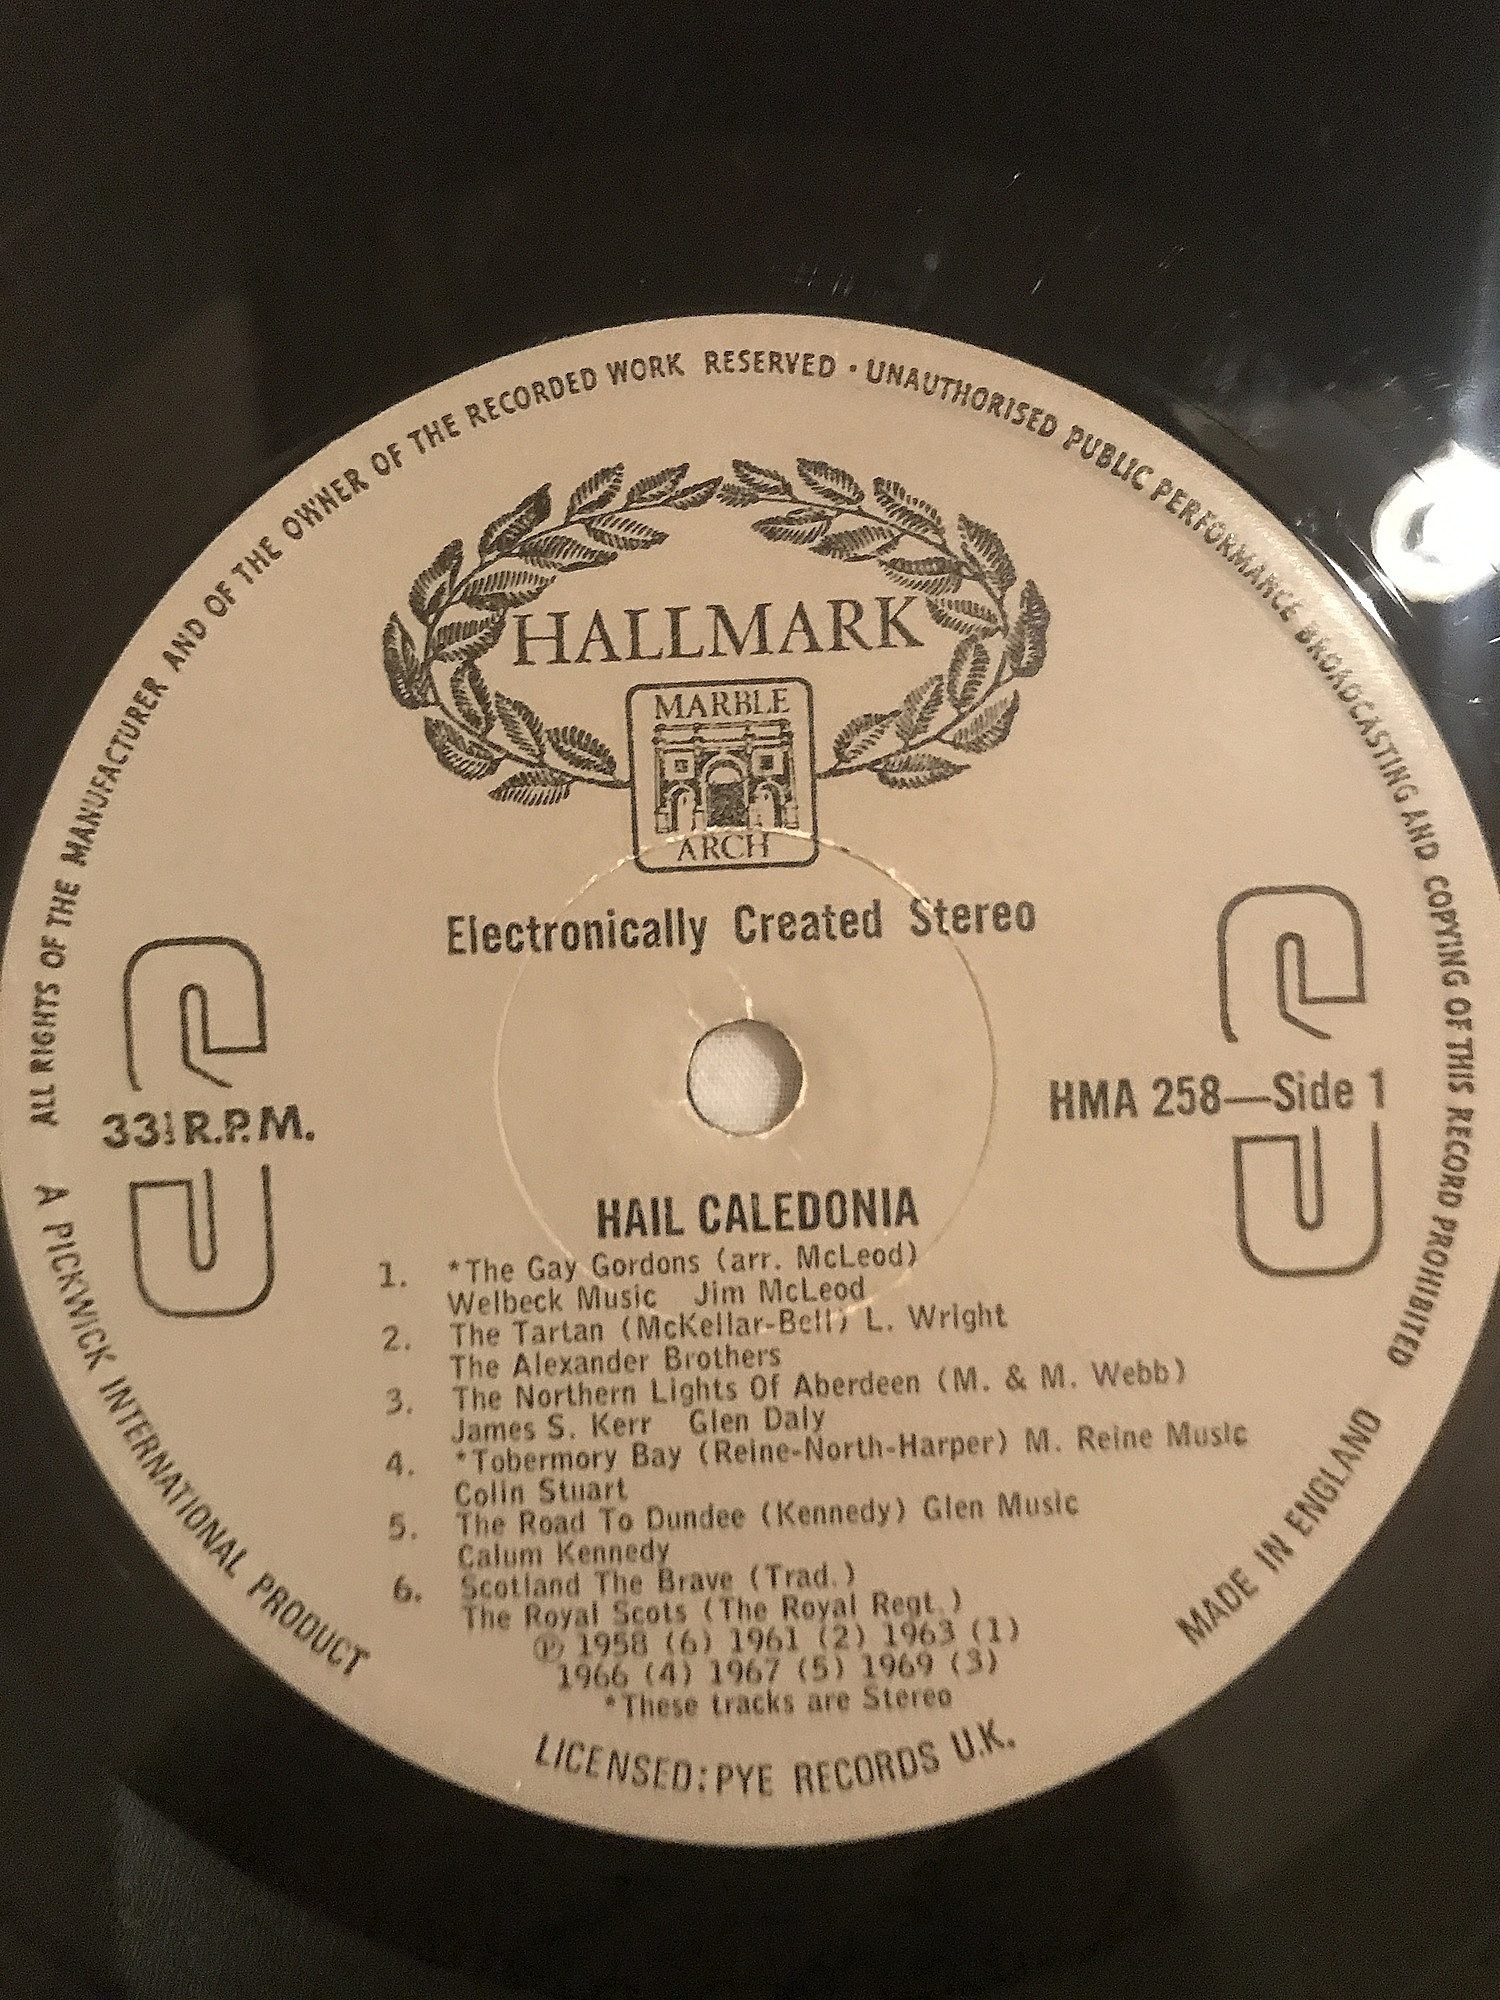 ALL RIGHTS OF THE MANUFACTURER AND OF THE OWNER OF THE RECORDED WORK RESERVED · UNAUTHORISED PUBLIC PERFORMANCE BROADCASTING AND COPYING OF THIS RECORD PROHIBITED
HALLMARK
MARBLE
ARCH
Electronically Created Stereo
33⅓ R.P.M.
HMA 258—Side 1
HAIL CALEDONIA
1. *The Gay Gordons (arr. McLeod)
Welbeck Music Jim McLeod
2. The Tartan (McKellar-Bell) L. Wright
The Alexander Brothers
3. The Northern Lights Of Aberdeen (M. & M. Webb)
James S. Kerr Glen Daly
4. *Tobermory Bay (Reine-North-Harper) M. Reine Music
Colin Stuart
5. The Road To Dundee (Kennedy) Glen Music
Calum Kennedy
6. Scotland The Brave (Trad.)
The Royal Scots (The Royal Regt.)
℗ 1958 (6) 1961 (2) 1963 (1)
1966 (4) 1967 (5) 1969 (3)
*These tracks are Stereo
A PICKWICK INTERNATIONAL PRODUCT
LICENSED: PYE RECORDS U.K.
MADE IN ENGLAND